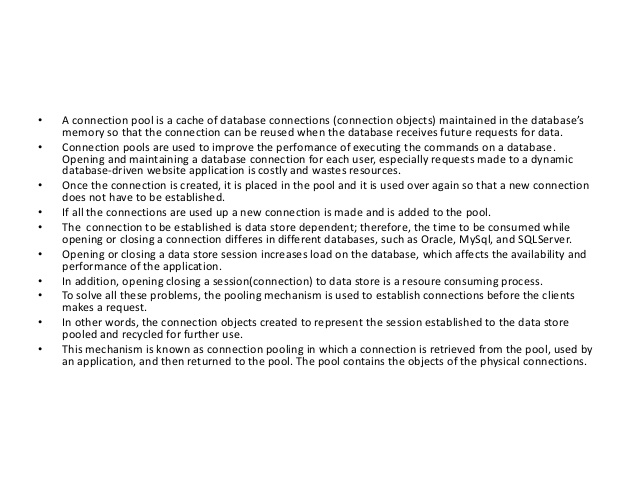 • A connection pool is a cache of database connections (connection objects) maintained in the database's
memory so that the connection can be reused when the database receives future requests for data.
• Connection pools are used to improve the perfomance of executing the commands on a database.
Opening and maintaining a database connection for each user, especially requests made to a dynamic
database-driven website application is costly and wastes resources.
• Once the connection is created, it is placed in the pool and it is used over again so that a new connection
does not have to be established.
• If all the connections are used up a new connection is made and is added to the pool.
• The connection to be established is data store dependent; therefore, the time to be consumed while
opening or closing a connection differes in different databases, such as Oracle, MySql, and SQLServer.
• Opening or closing a data store session increases load on the database, which affects the availability and
performance of the application.
• In addition, opening closing a session(connection) to data store is a resoure consuming process.
• To solve all these problems, the pooling mechanism is used to establish connections before the clients
makes a request.
• In other words, the connection objects created to represent the session established to the data store
pooled and recycled for further use.
• This mechanism is known as connection pooling in which a connection is retrieved from the pool, used by
an application, and then returned to the pool. The pool contains the objects of the physical connections.